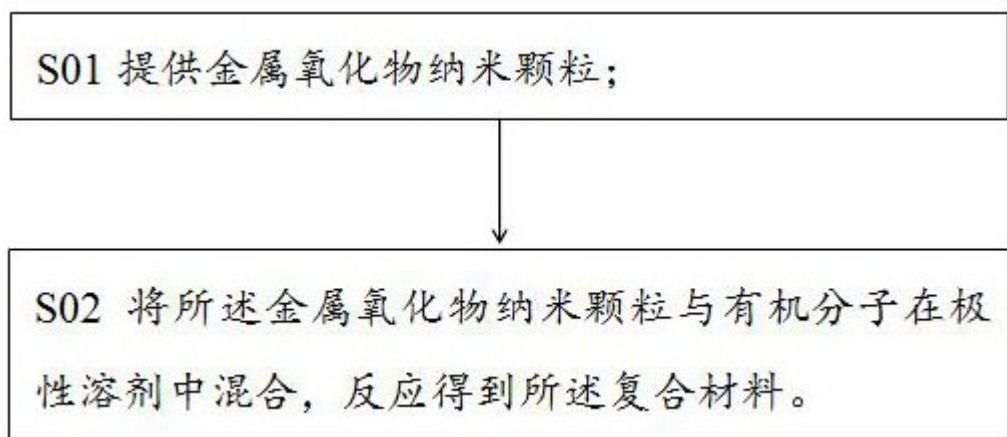 S01 提供金属氧化物纳米颗粒；
S02 将所述金属氧化物纳米颗粒与有机分子在极
性溶剂中混合，反应得到所述复合材料。